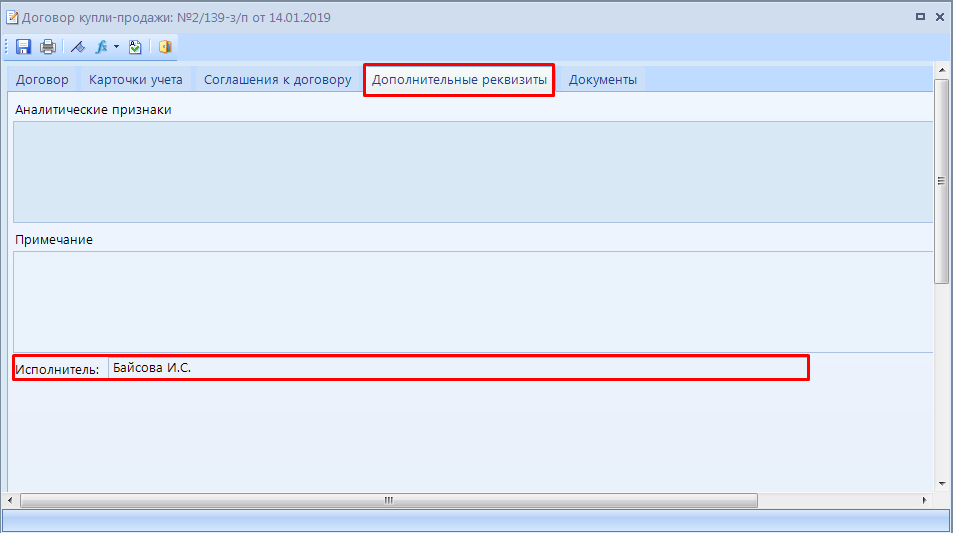 Договор купли-продажи: №2/139-з/п от 14.01.2019
Договор Карточки учета Соглашения к договору Дополнительные реквизиты Документы
Аналитические признаки
Примечание
Исполнитель: Байсова И.С.